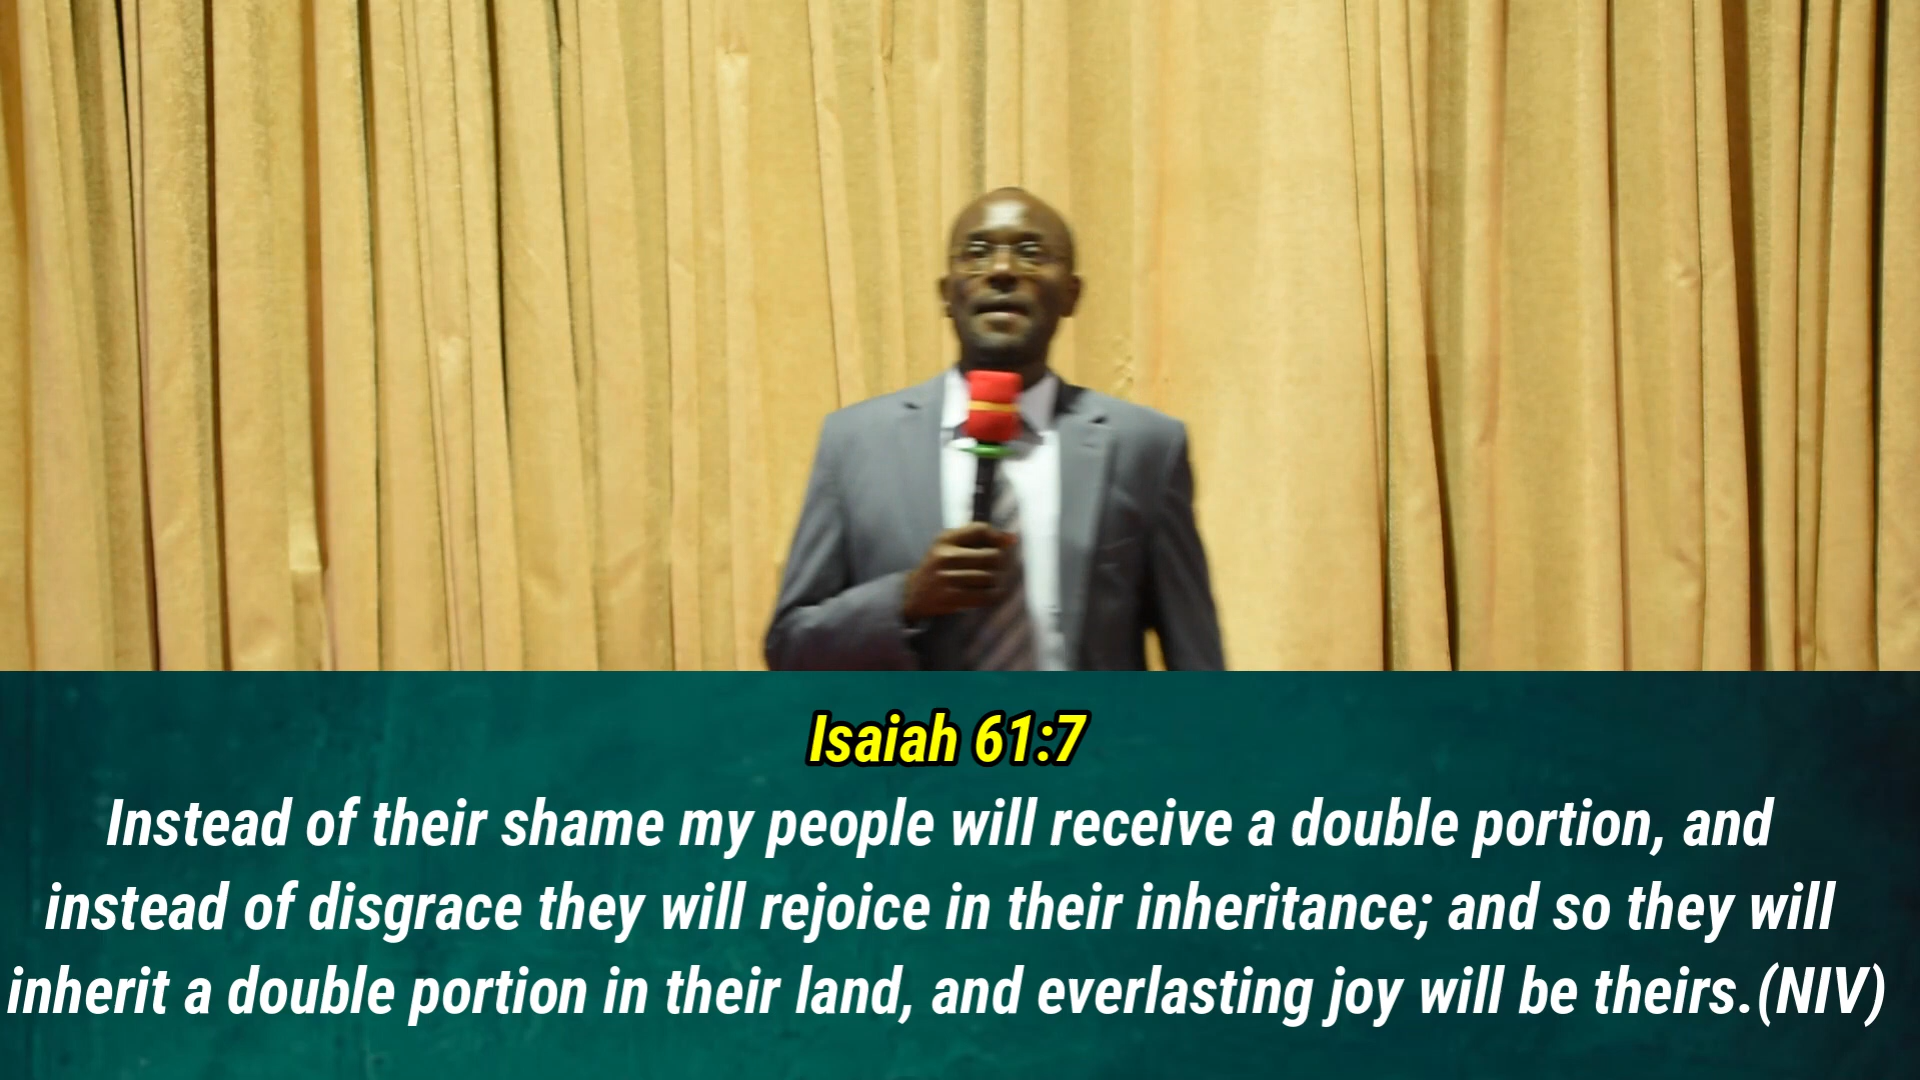 Isaiah 61:7
Instead of their shame my people will receive a double portion, and
instead of disgrace they will rejoice in their inheritance; and so they will
inherit a double portion in their land, and everlasting joy will be theirs.(NIV)